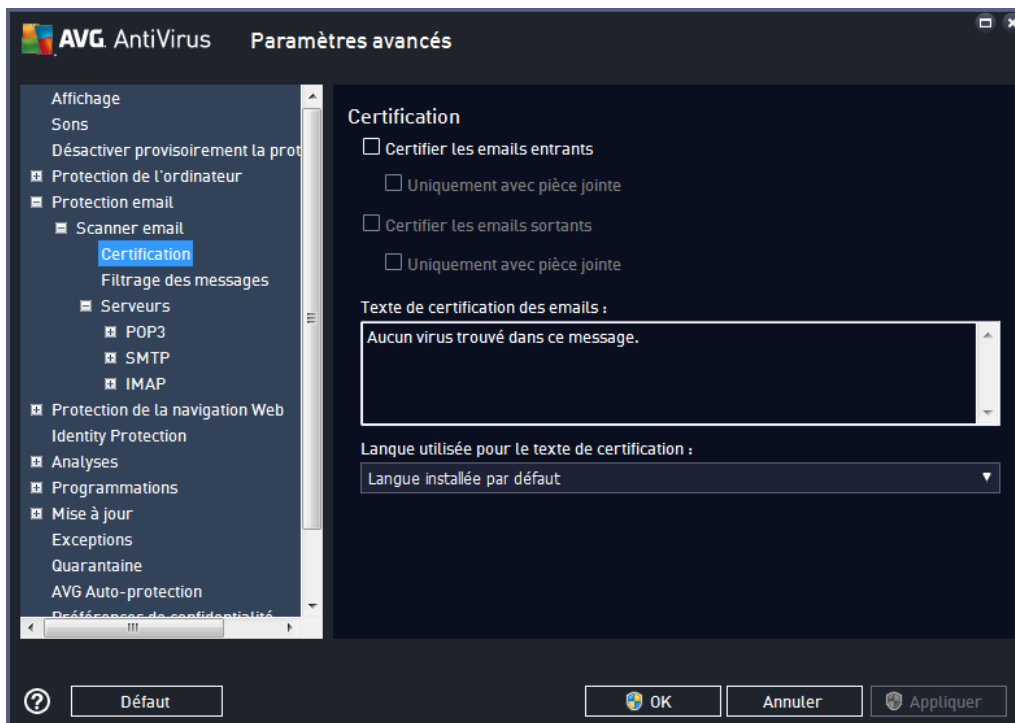 AVG AntiVirus Paramètres avancés
Affichage
Sons
Désactiver provisoirement la prot
Protection de l'ordinateur
Protection email
Scanner email
Certification
Filtrage des messages
Serveurs
POP3
SMTP
IMAP
Protection de la navigation Web
Identity Protection
Analyses
Programmations
Mise à jour
Exceptions
Quarantaine
AVG Auto-protection
Préférences de confidentialité
Certification
Certifier les emails entrants
Uniquement avec pièce jointe
Certifier les emails sortants
Uniquement avec pièce jointe
Texte de certification des emails :
Aucun virus trouvé dans ce message.
Langue utilisée pour le texte de certification :
Langue installée par défaut
? Défaut OK Annuler Appliquer